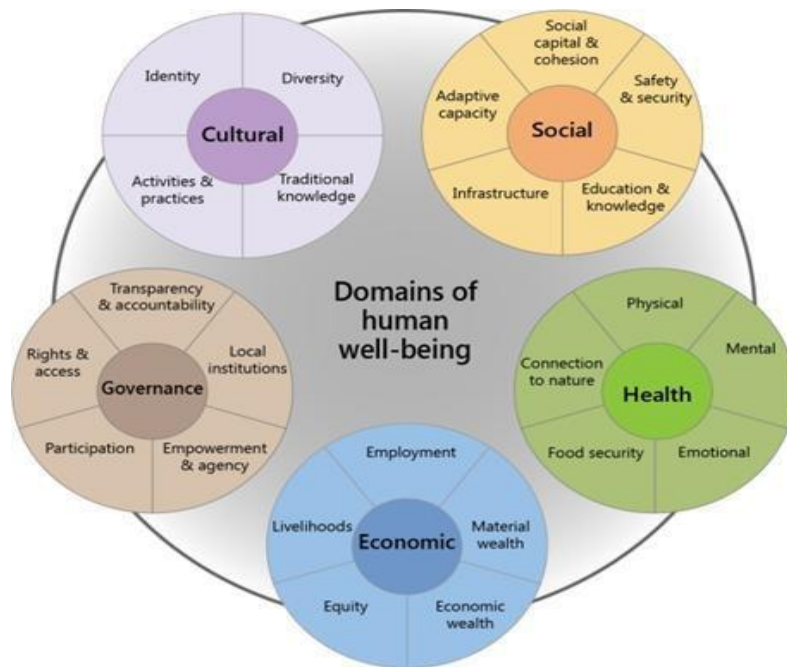 Identity
Diversity
Cultural
Activities &
practices
Traditional
knowledge
Social
capital &
cohesion
Adaptive
capacity
Safety
& security
Social
Infrastructure
Education &
knowledge
Domains of
human
well-being
Transparency
& accountability
Rights &
access
Local
institutions
Governance
Participation
Empowerment
& agency
Physical
Mental
Connection
to nature
Health
Food security
Emotional
Employment
Livelihoods
Material
wealth
Economic
Equity
Economic
wealth